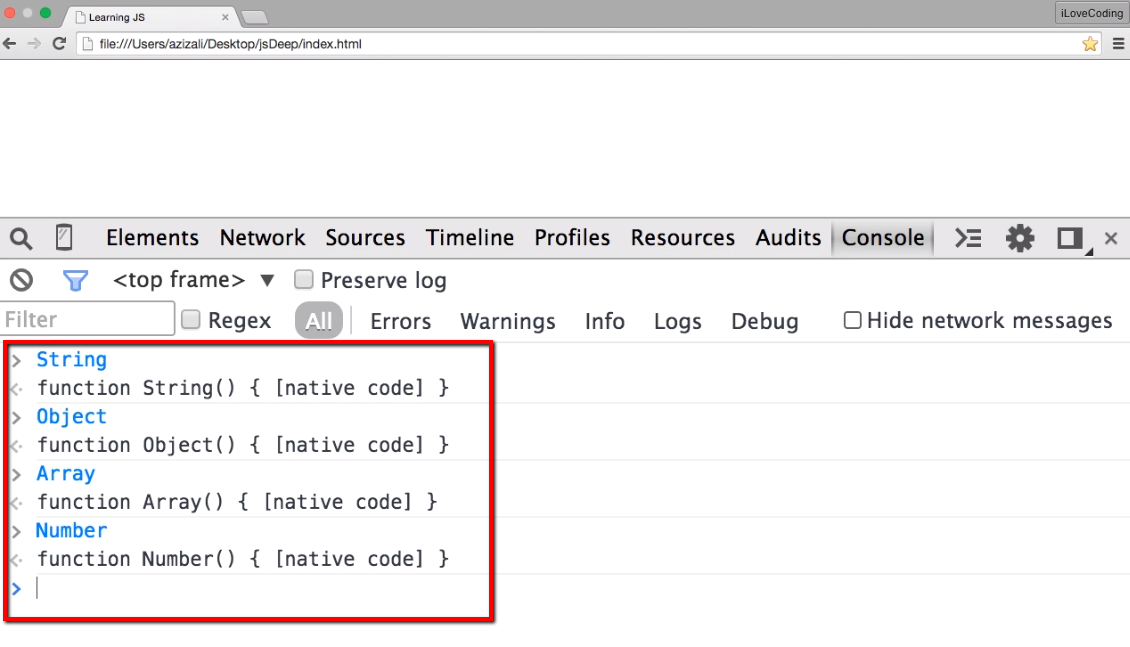 Learning JS
iLoveCoding
file:///Users/azizali/Desktop/jsDeep/index.html
Elements Network Sources Timeline Profiles Resources Audits Console
<top frame> ▼ Preserve log
Filter Regex All Errors Warnings Info Logs Debug Hide network messages
> String
<· function String() { [native code] }
> Object
<· function Object() { [native code] }
> Array
<· function Array() { [native code] }
> Number
<· function Number() { [native code] }
>